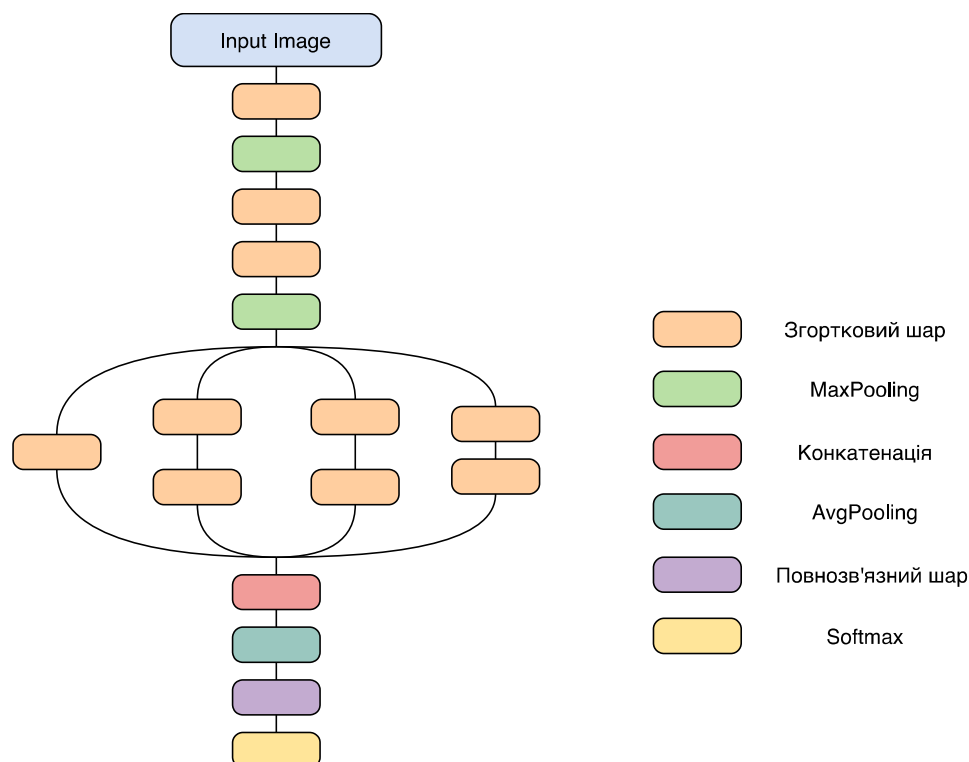 Input Image
Згортковий шар
MaxPooling
Конкатенація
AvgPooling
Повнозв'язний шар
Softmax